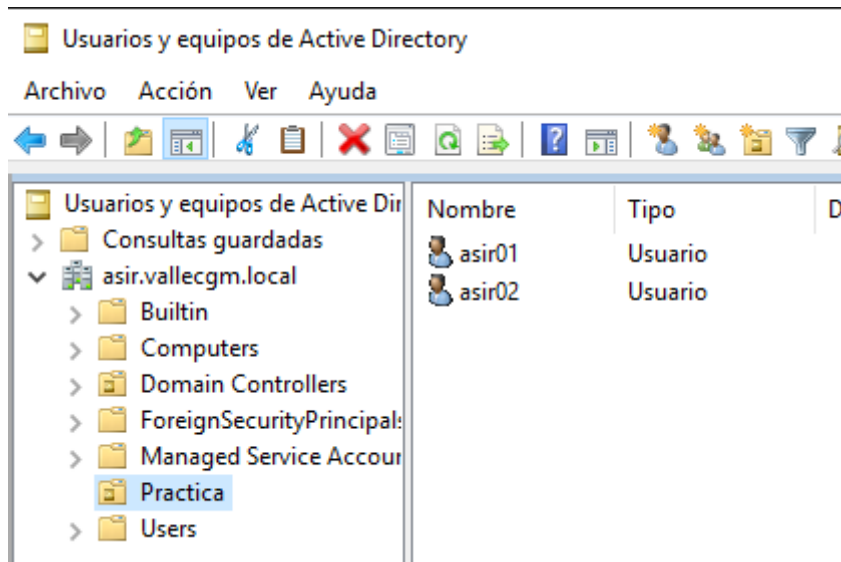 Usuarios y equipos de Active Directory
Archivo Acción Ver Ayuda
Usuarios y equipos de Active Dir
Consultas guardadas
asir.vallecgm.local
Builtin
Computers
Domain Controllers
ForeignSecurityPrincipals
Managed Service Accour
Practica
Users
Nombre Tipo D
asir01 Usuario
asir02 Usuario